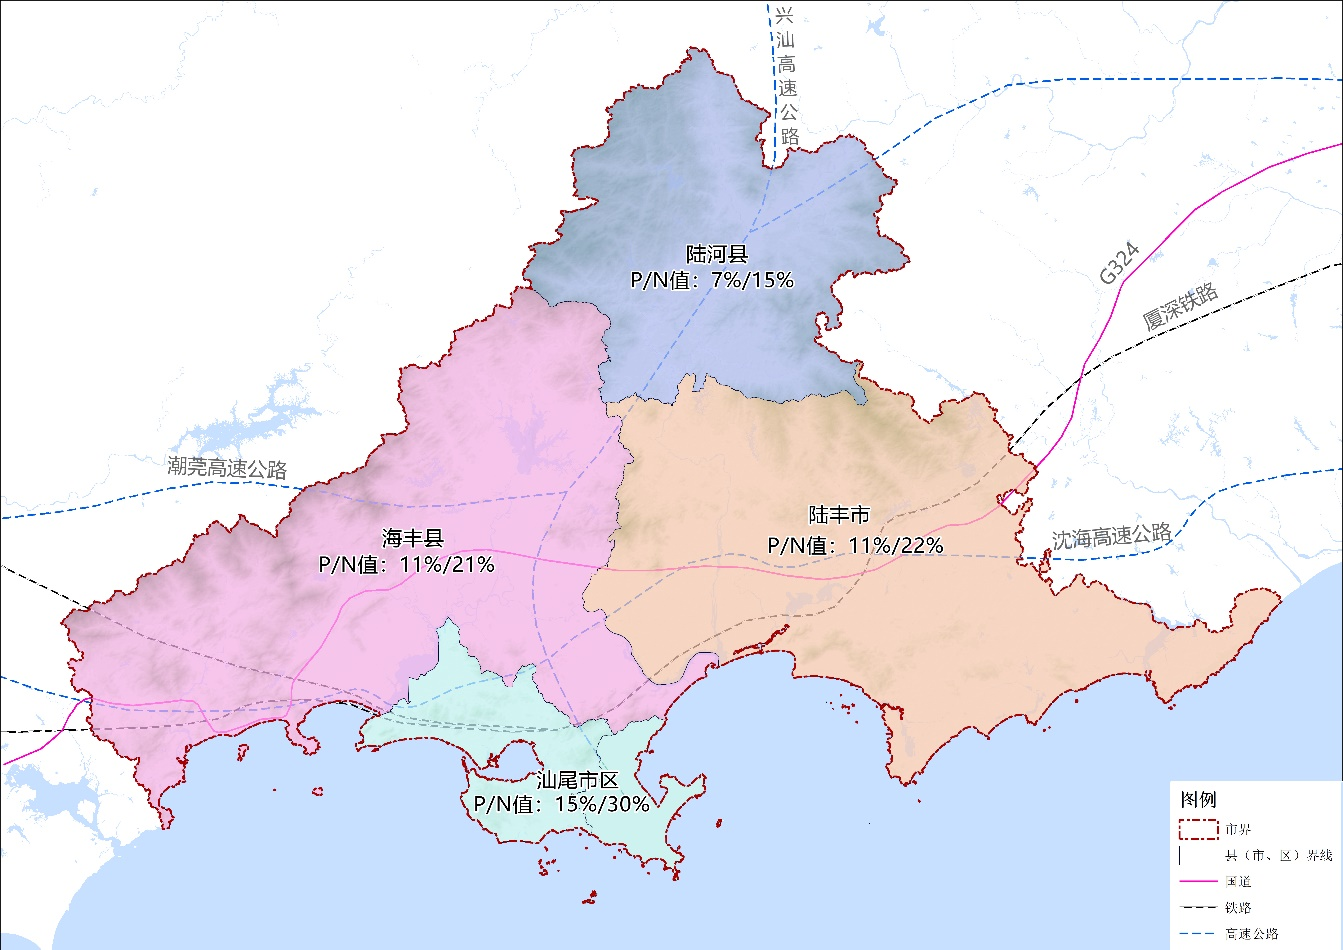 兴汕高速公路
陆河县
P/N值：7%/15%
G324
厦深铁路
潮莞高速公路
海丰县
P/N值：11%/21%
陆丰市
P/N值：11%/22%
沈海高速公路
汕尾市区
P/N值：15%/30%
图例
市界
县（市、区）界线
国道
铁路
高速公路